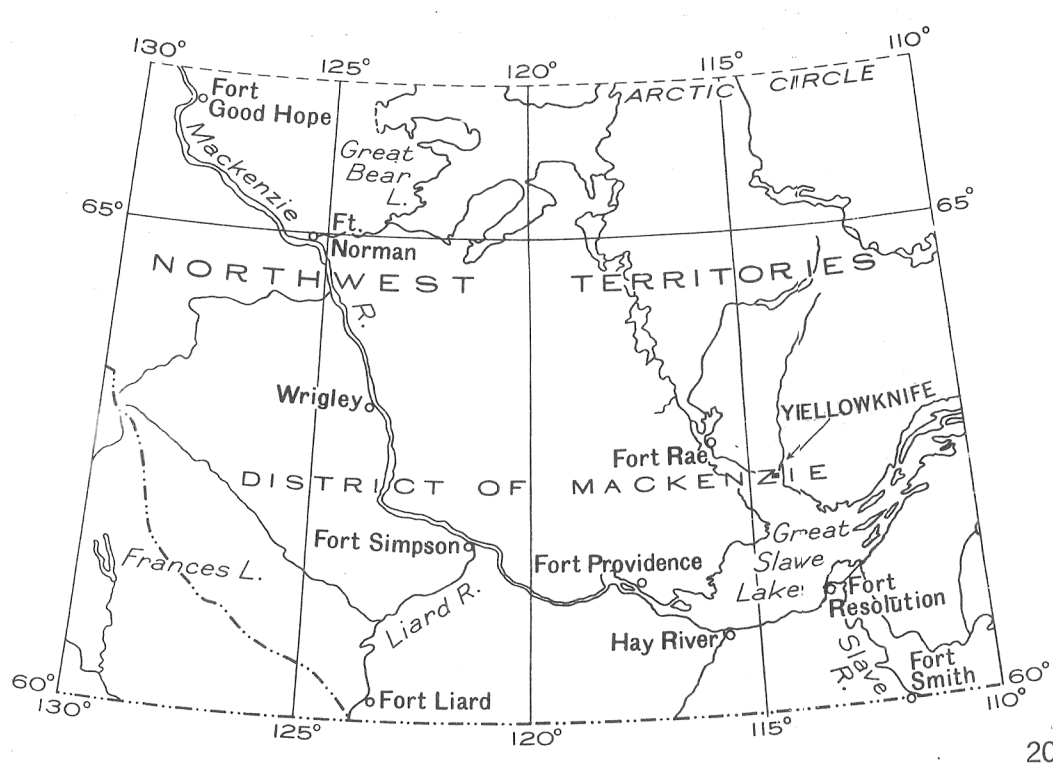 130°
125°
120°
115°
110°
ARCTIC CIRCLE
Fort
Good Hope
Mackenzie
Great
Bear
L.
65°
65°
Ft.
Norman
NORTHWEST TERRITORIES
R.
Wrigley
YIELLOWKNIFE
Fort Rae
DISTRICT OF MACKENZIE
Fort Simpson
Great
Slawe
Lake
Fort Providence
Frances L.
Liard R.
Fort
Resolution
Hay River
Slave
R.
Fort
Smith
Fort Liard
60°
130°
125°
120°
115°
60°
110°
20